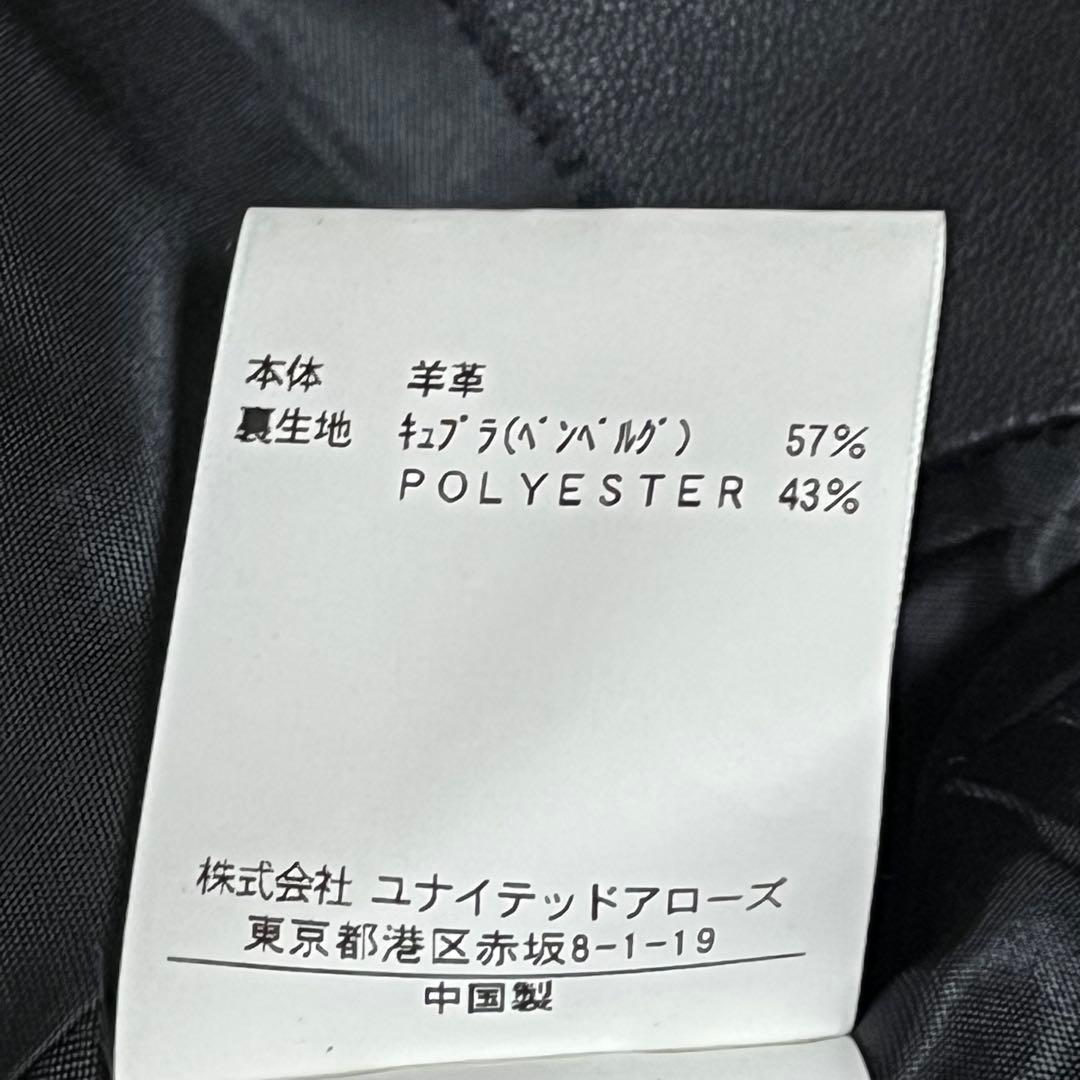 本体 羊革
裏生地 ｷｭﾌﾟﾗ(ﾍﾞﾝﾍﾞﾙｸﾞ) 57%
POLYESTER 43%
株式会社 ユナイテッドアローズ
東京都港区赤坂8-1-19
中国製